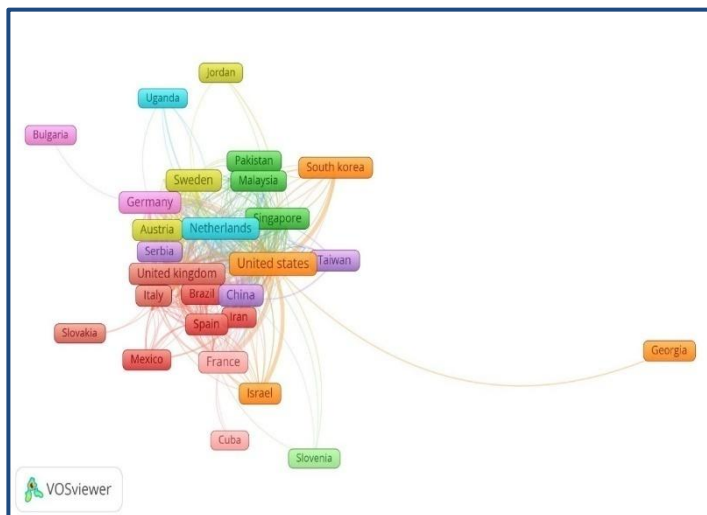 Jordan
Uganda
Bulgaria
Pakistan
South korea
Sweden
Malaysia
Germany
Singapore
Netherlands
Austria
Serbia
United states
Taiwan
United kingdom
Italy
Brazil
China
Iran
Spain
Slovakia
Georgia
Mexico
France
Israel
Cuba
Slovenia
VOSviewer